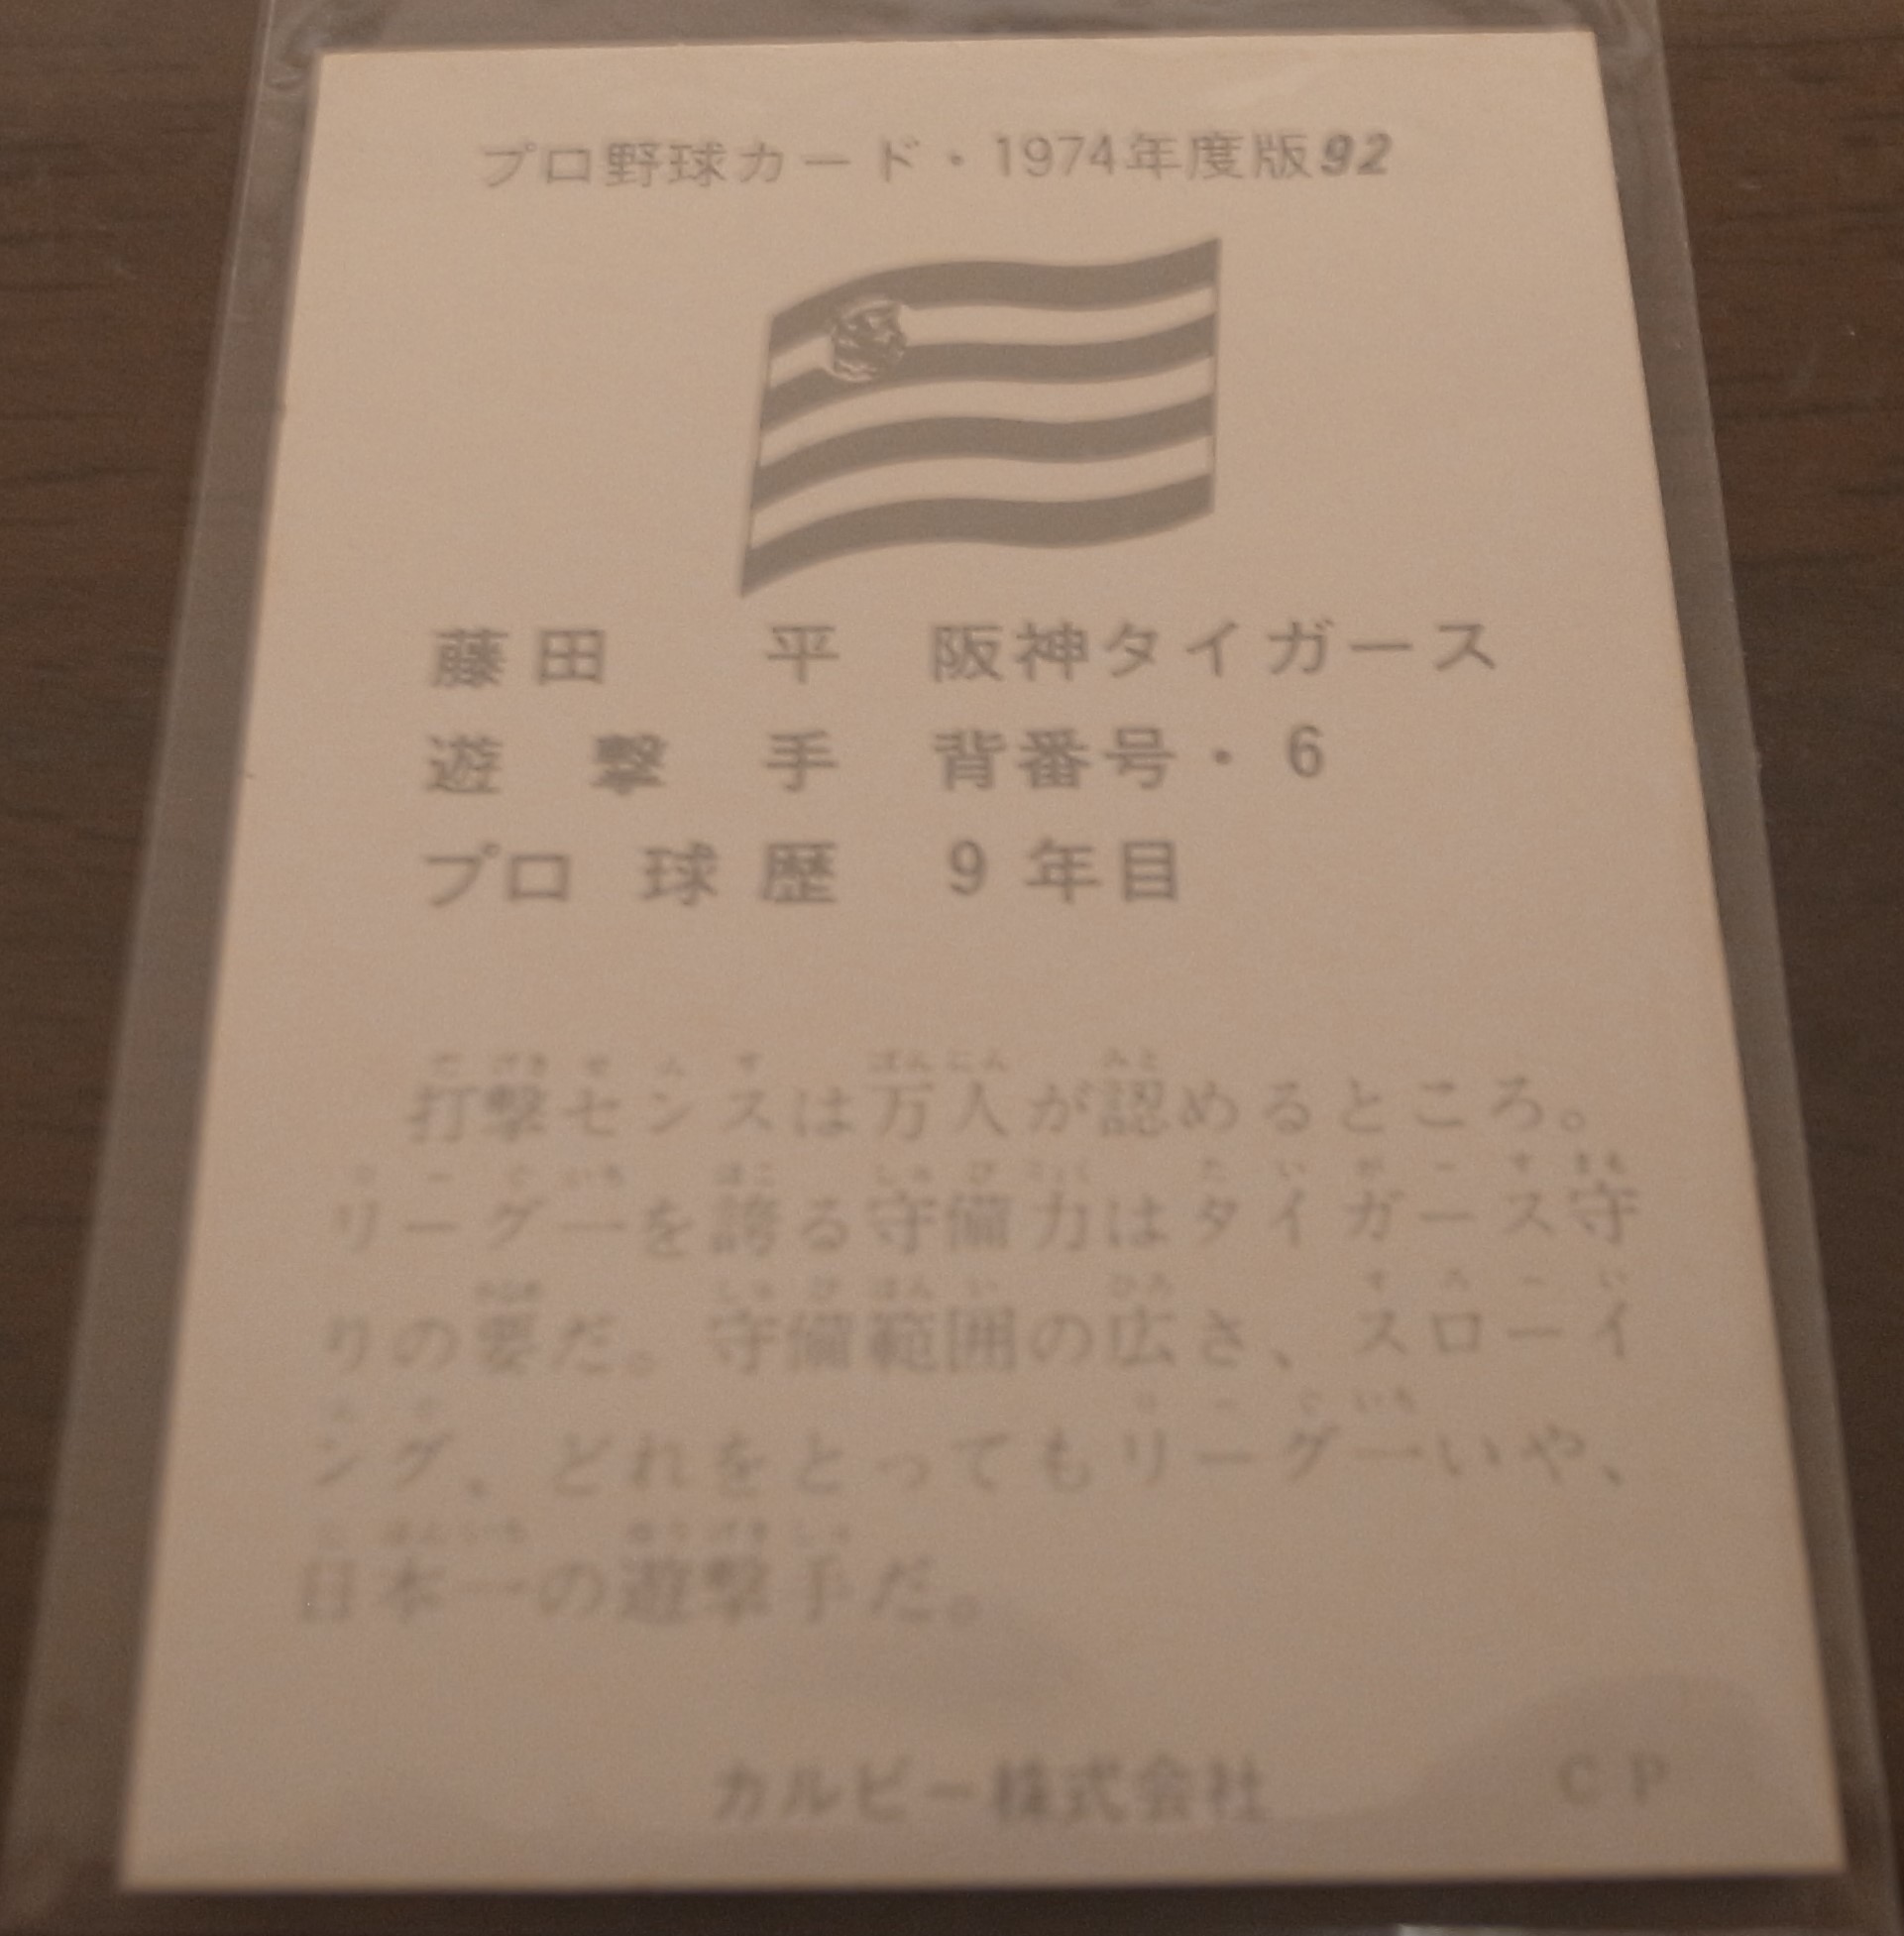 プロ野球カード・1974年度版92
藤田 平 阪神タイガース
遊撃手 背番号・6
プロ球歴 9年目
打撃センスは万人が認めるところ。
リーグ一を誇る守備力はタイガース守
りの要だ。守備範囲の広さ、スローイ
ング、どれをとってもリーグ一いや、
日本一の遊撃手だ。
カルビー株式会社 CP